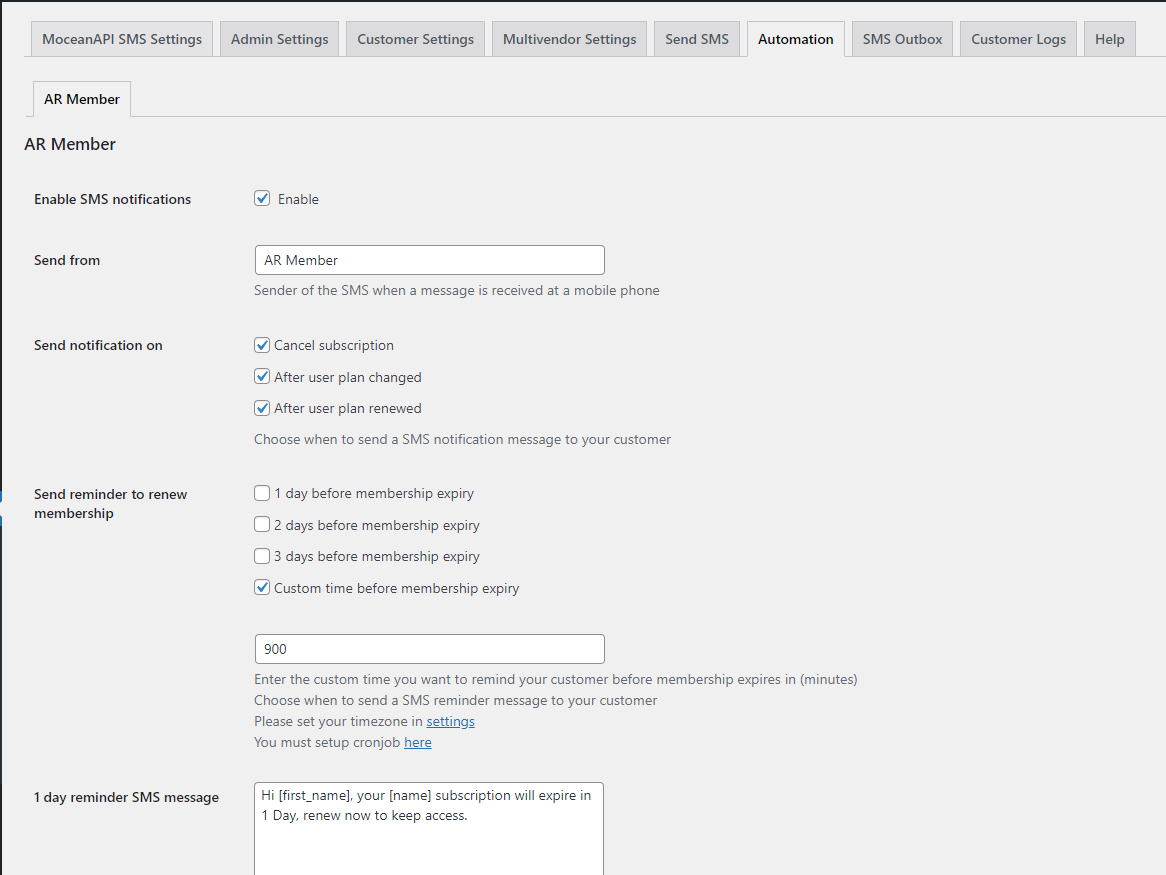 MoceanAPI SMS Settings Admin Settings Customer Settings Multivendor Settings Send SMS Automation SMS Outbox Customer Logs Help
AR Member
AR Member
Enable SMS notifications Enable
Send from AR Member
Sender of the SMS when a message is received at a mobile phone
Send notification on Cancel subscription
After user plan changed
After user plan renewed
Choose when to send a SMS notification message to your customer
Send reminder to renew 1 day before membership expiry
membership
2 days before membership expiry
3 days before membership expiry
Custom time before membership expiry
900
Enter the custom time you want to remind your customer before membership expires in (minutes)
Choose when to send a SMS reminder message to your customer
Please set your timezone in settings
You must setup cronjob here
1 day reminder SMS message Hi [first_name], your [name] subscription will expire in
1 Day, renew now to keep access.